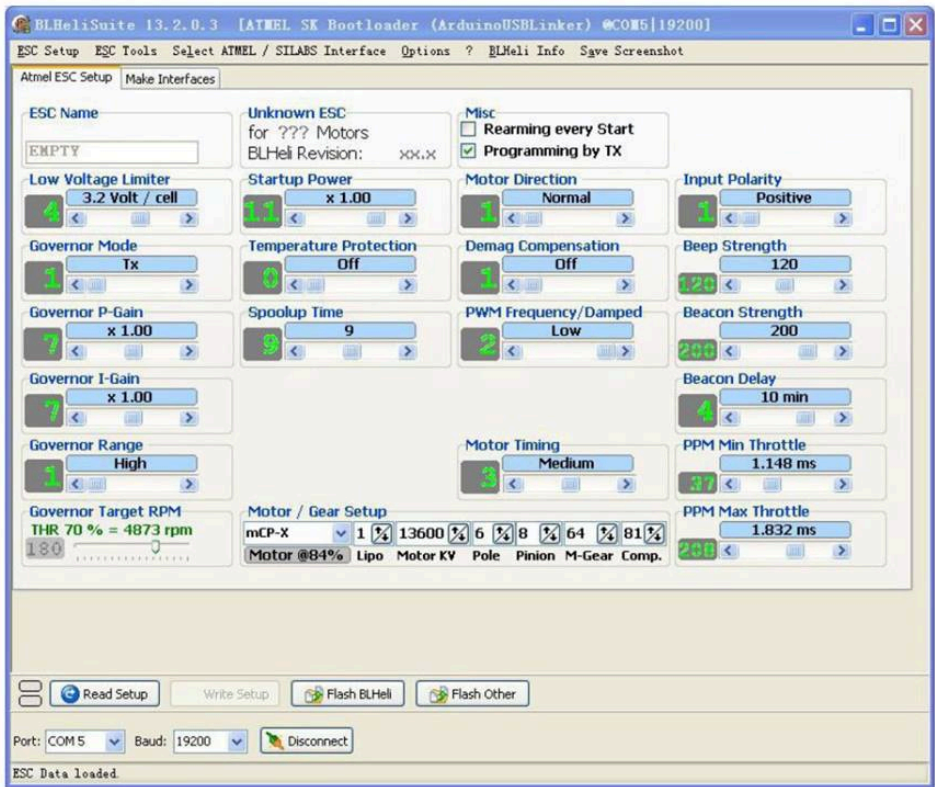 BLHeliSuite 13.2.0.3 [ATMEL SK Bootloader (ArduinoUSBLinker) @COM5|19200]
ESC Setup ESC Tools Select ATMEL / SILABS Interface Options ? BLHeli Info Save Screenshot
Atmel ESC Setup Make Interfaces
ESC Name
EMPTY
Unknown ESC
for ??? Motors
BLHeli Revision: xx.x
Misc
Rearming every Start
Programming by TX
Low Voltage Limiter
4 3.2 Volt / cell
Startup Power
11 x 1.00
Motor Direction
1 Normal
Input Polarity
1 Positive
Governor Mode
1 Tx
Temperature Protection
0 Off
Demag Compensation
1 Off
Beep Strength
120 120
Governor P-Gain
7 x 1.00
Spoolup Time
9 9
PWM Frequency/Damped
2 Low
Beacon Strength
200 200
Governor I-Gain
7 x 1.00
Beacon Delay
4 10 min
Governor Range
1 High
Motor Timing
3 Medium
PPM Min Throttle
37 1.148 ms
Governor Target RPM
THR 70 % = 4873 rpm
180
Motor / Gear Setup
mCP-X 1 13600 6 8 64 81
Motor @84% Lipo Motor KV Pole Pinion M-Gear Comp.
PPM Max Throttle
208 1.832 ms
Read Setup Write Setup Flash BLHeli Flash Other
Port: COM 5 Baud: 19200 Disconnect
ESC Data loaded.